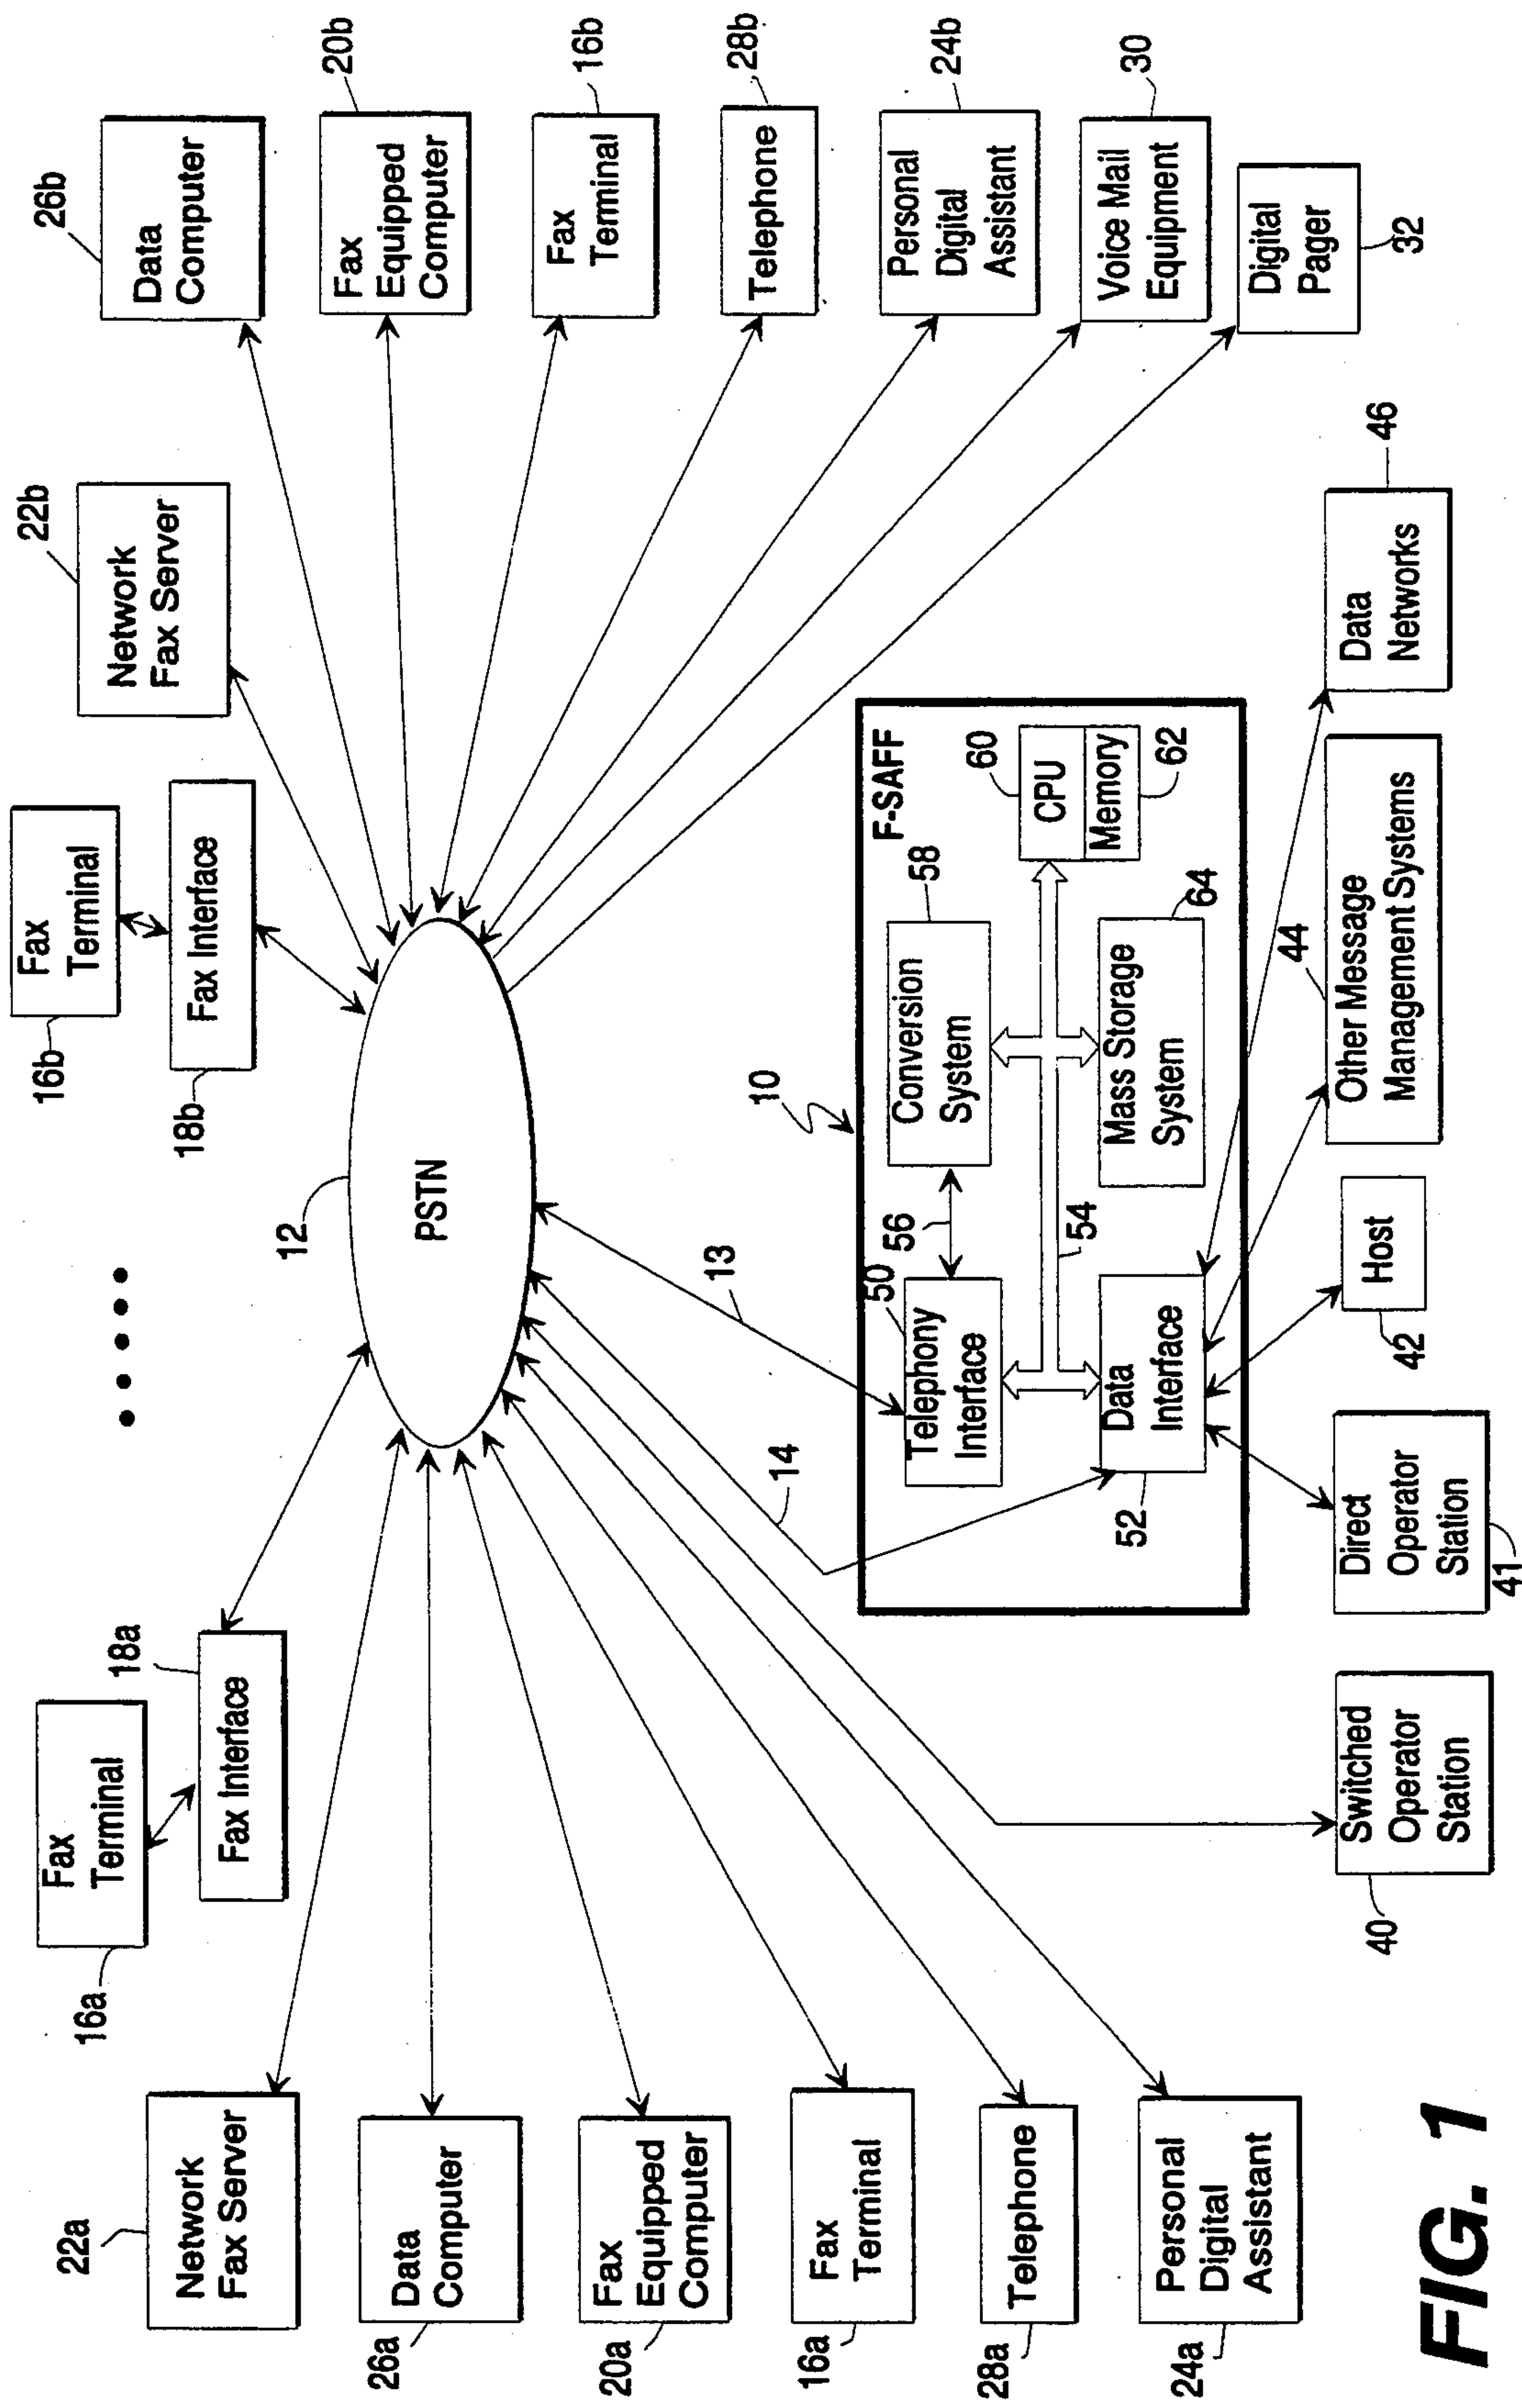 16a
Fax
Terminal
18a
Fax Interface
16b
Fax
Terminal
18b
Fax Interface
22b
Network
Fax Server
26b
Data
Computer
22a
Network
Fax Server
12
PSTN
20b
Fax
Equipped
Computer
26a
Data
Computer
16b
Fax
Terminal
20a
Fax
Equipped
Computer
28b
Telephone
16a
Fax
Terminal
13
14
10
24b
Personal
Digital
Assistant
28a
Telephone
F-SAFF
50
Telephony
Interface
56
58
Conversion
System
60
CPU
Memory
62
30
Voice Mail
Equipment
24a
Personal
Digital
Assistant
52
Data
Interface
54
64
Mass Storage
System
Digital
Pager
32
40
Switched
Operator
Station
41
Direct
Operator
Station
42
Host
44
Other Message
Management Systems
46
Data
Networks
FIG. 1